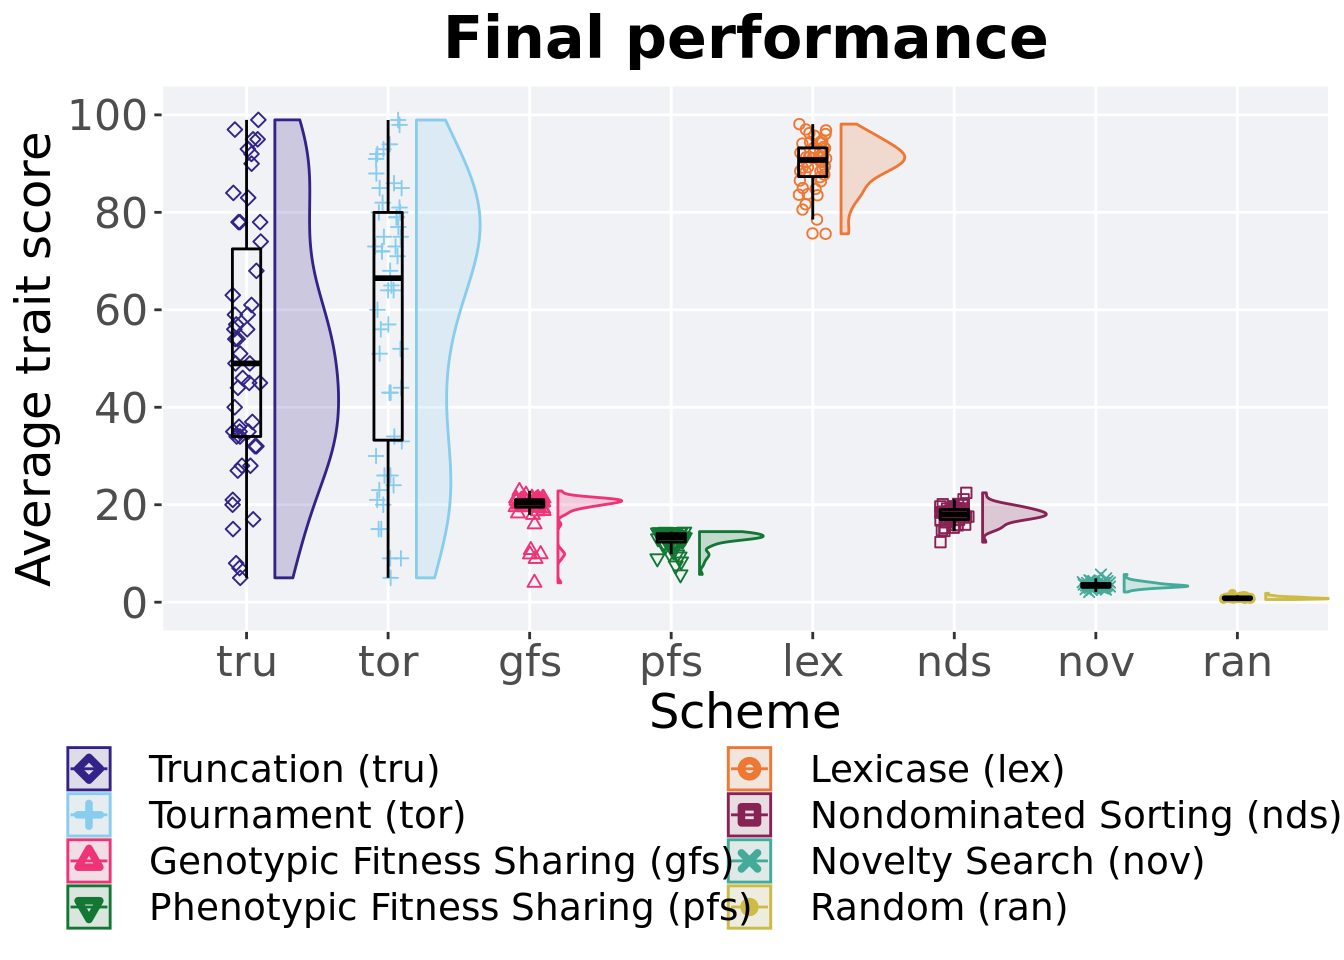 Final performance
Average trait score
100
80
60
40
20
0
tru tor gfs pfs lex nds nov ran
Scheme
Truncation (tru) Lexicase (lex)
Tournament (tor) Nondominated Sorting (nds)
Genotypic Fitness Sharing (gfs) Novelty Search (nov)
Phenotypic Fitness Sharing (pfs) Random (ran)